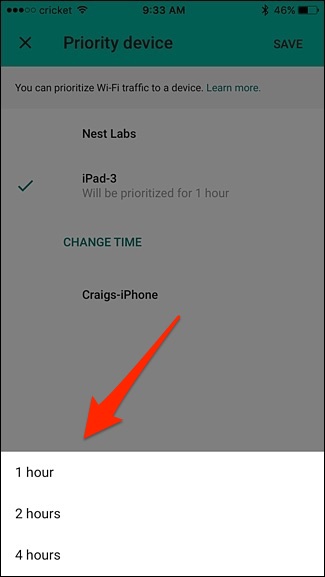 cricket 9:33 AM 46%
Priority device SAVE
You can prioritize Wi-Fi traffic to a device. Learn more.
Nest Labs
iPad-3
Will be prioritized for 1 hour
CHANGE TIME
Craigs-iPhone
1 hour
2 hours
4 hours